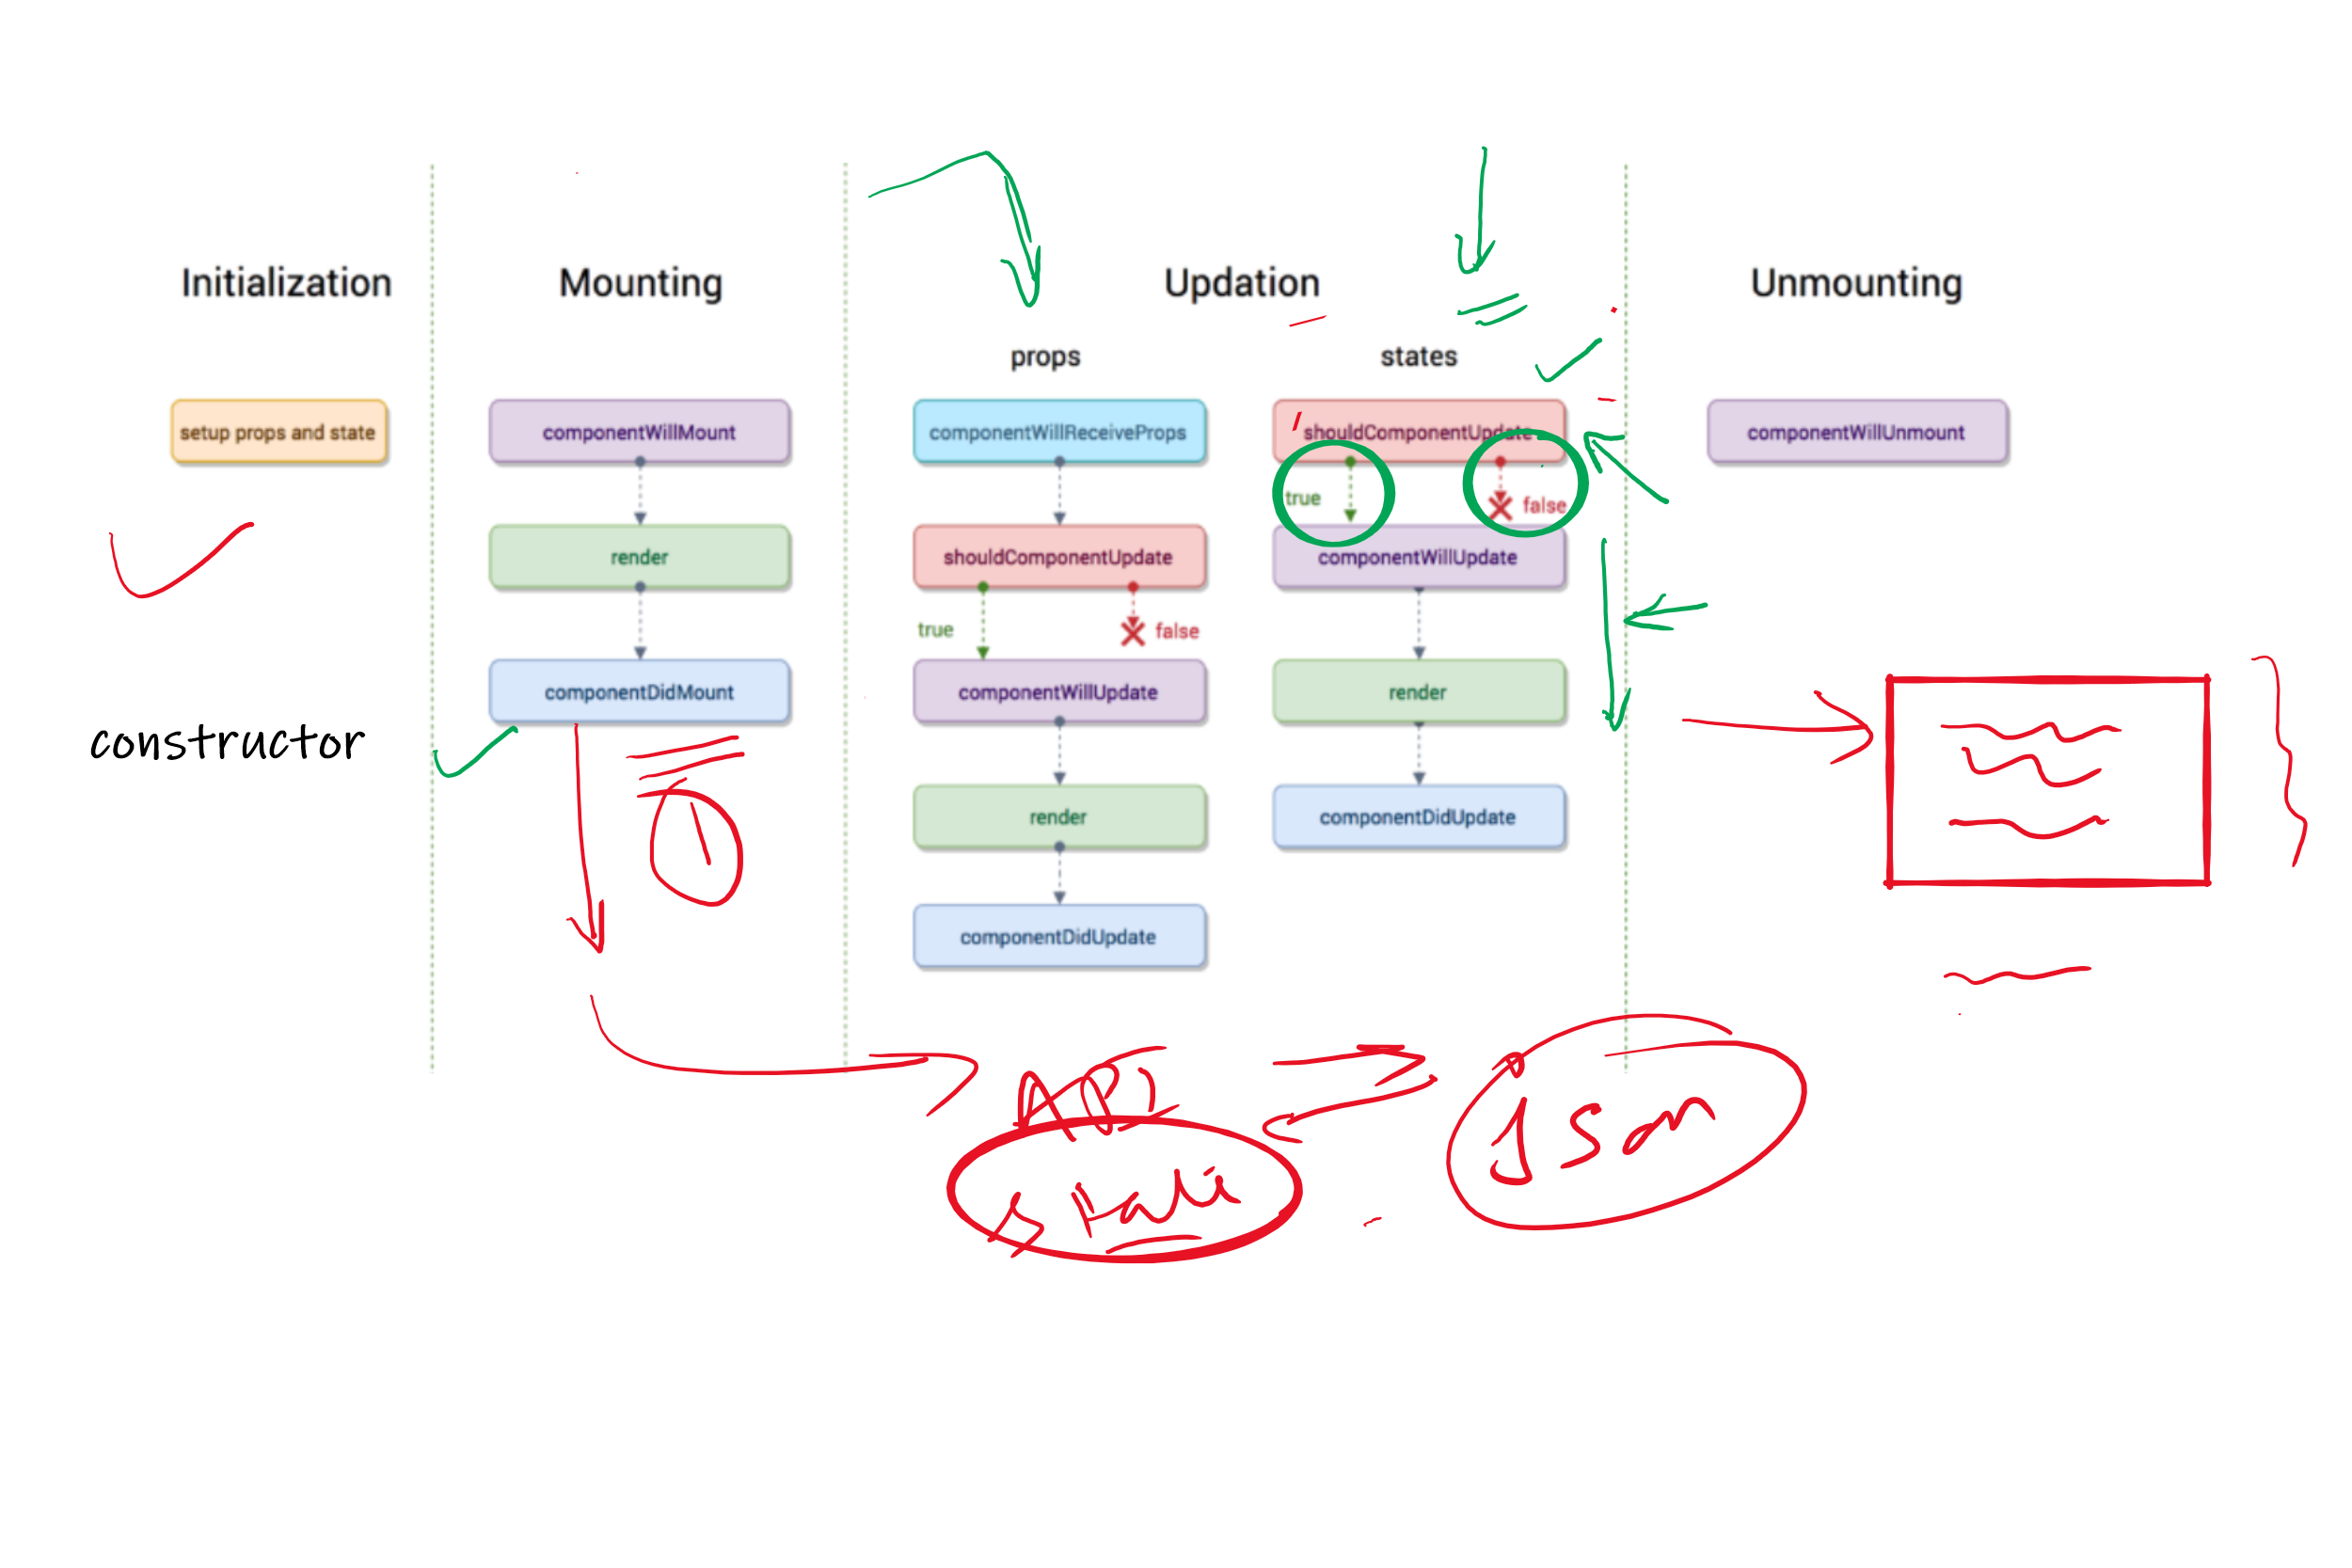 Initialization
Mounting
Updation
Unmounting
props
states
setup props and state
componentWillMount
componentWillReceiveProps
shouldComponentUpdate
componentWillUnmount
true
false
render
shouldComponentUpdate
componentWillUpdate
true
false
componentDidMount
componentWillUpdate
render
constructor
render
componentDidUpdate
componentDidUpdate
API
Json